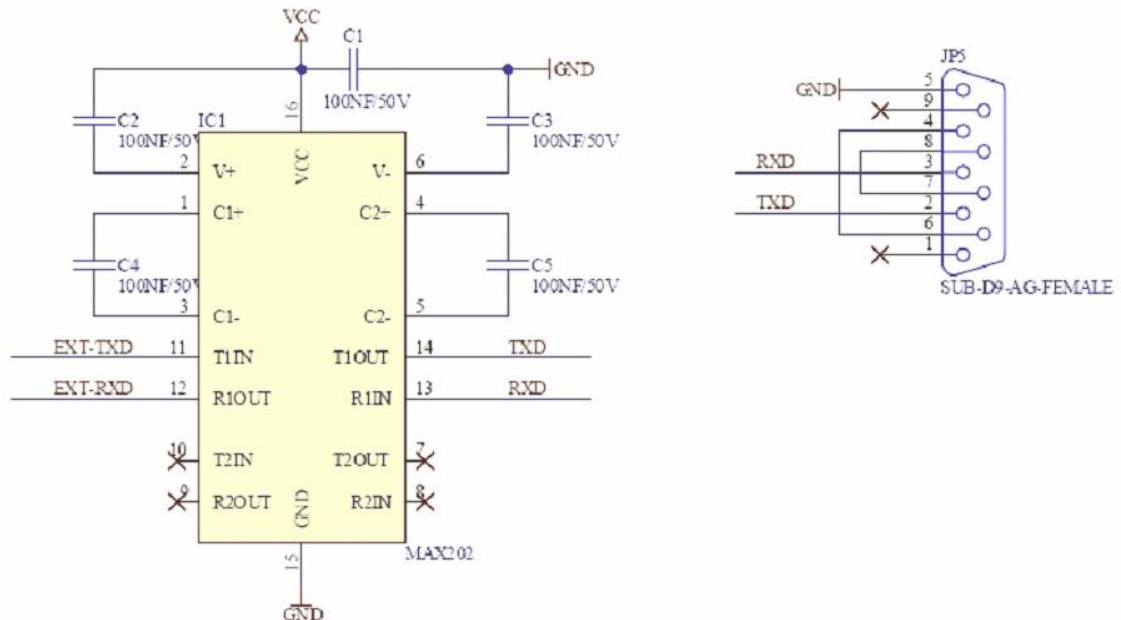 VCC
C1
GND
100NF/50V
C2
100NF/50V
IC1
16
C3
100NF/50V
2
V+
VCC
V-
6
1
C1+
C2+
4
C4
100NF/50V
C5
100NF/50V
3
C1-
C2-
5
EXT-TXD
11
T1IN
T1OUT
14
TXD
EXT-RXD
12
R1OUT
R1IN
13
RXD
10
T2IN
T2OUT
7
9
R2OUT
GND
R2IN
8
15
MAX202
GND
JP5
GND
5
9
4
8
RXD
3
7
TXD
2
6
1
SUB-D9-AG-FEMALE